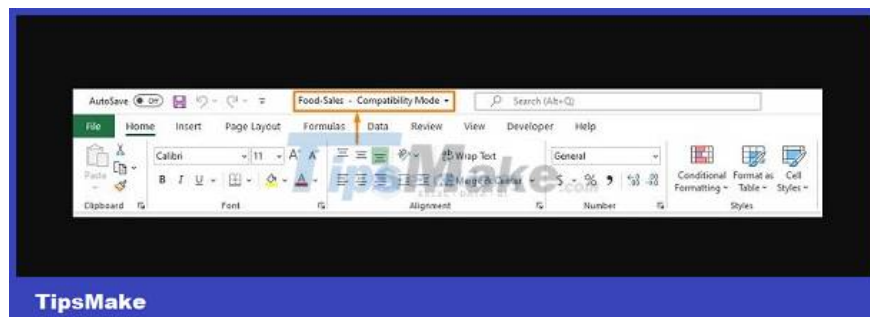 AutoSave Off Food-Sales - Compatibility Mode Search (Alt+Q)
File Home Insert Page Layout Formulas Data Review View Developer Help
Calibri 11 A^ A Wrap Text General
Paste B I U A Merge & Center $ % 9 Conditional Formatting Format as Table Cell Styles
Clipboard Font Alignment Number Styles
TipsMake.com
TipsMake